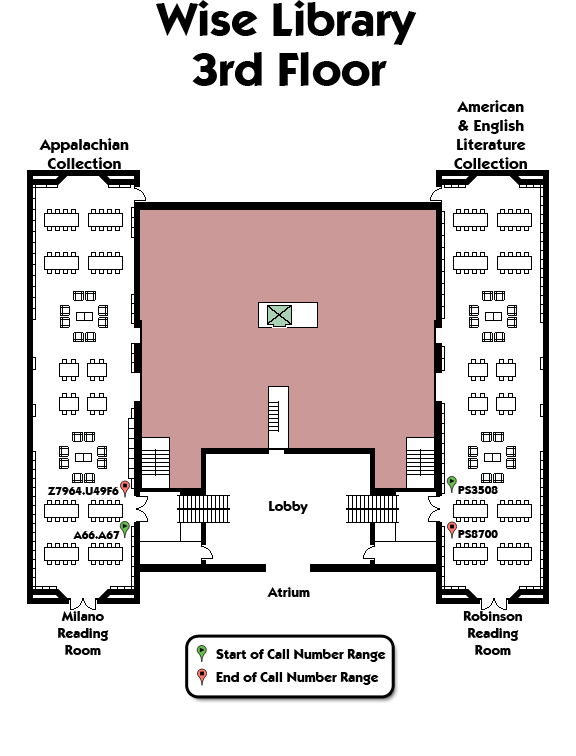 Wise Library
3rd Floor
Appalachian
Collection
American
& English
Literature
Collection
Z7964.U49F6
A66.A67
PS3508
PS8700
Lobby
Atrium
Milano
Reading
Room
Robinson
Reading
Room
Start of Call Number Range
End of Call Number Range